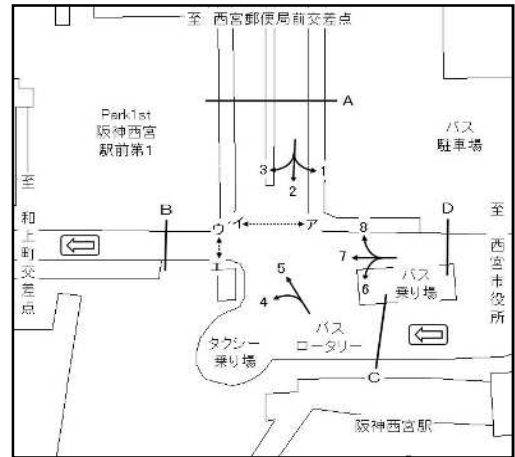 至 西宮郵便局前交差点
A
Park1st
阪神西宮
駅前第1
バス
駐車場
3
1
2
至
和上町交差点
B
ウ
イ
ア
8
D
至
西宮市役所
エ
7
6
バス
乗り場
5
4
タクシー
乗り場
バス
ロータリー
C
阪神西宮駅